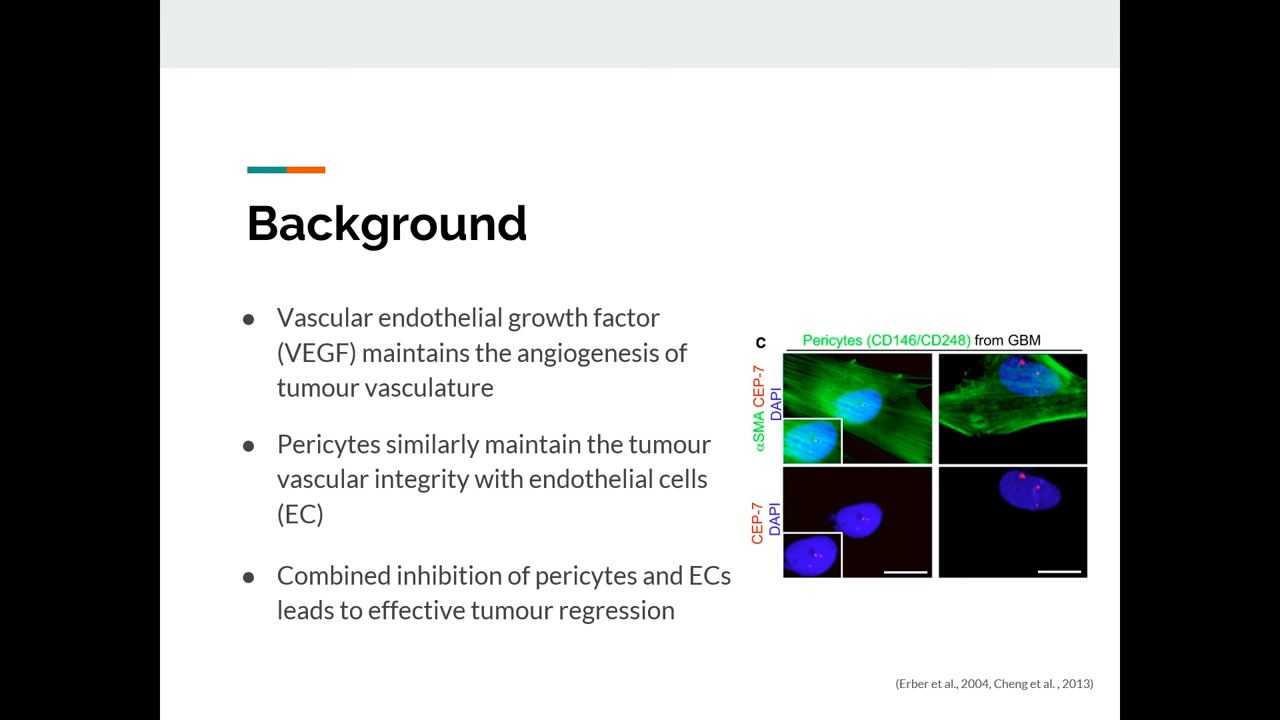 Background
● Vascular endothelial growth factor
(VEGF) maintains the angiogenesis of
tumour vasculature
● Pericytes similarly maintain the tumour
vascular integrity with endothelial cells
(EC)
● Combined inhibition of pericytes and ECs
leads to effective tumour regression
c Pericytes (CD146/CD248) from GBM
αSMA CEP-7
DAPI
CEP-7
DAPI
(Erber et al., 2004, Cheng et al. , 2013)